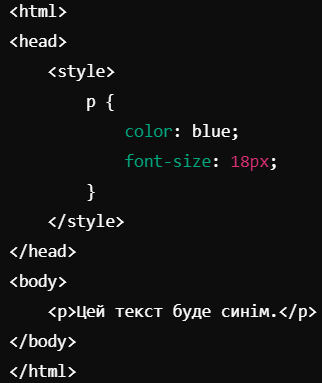 <html>
<head>
    <style>
        p {
            color: blue;
            font-size: 18px;
        }
    </style>
</head>
<body>
    <p>Цей текст буде синім.</p>
</body>
</html>